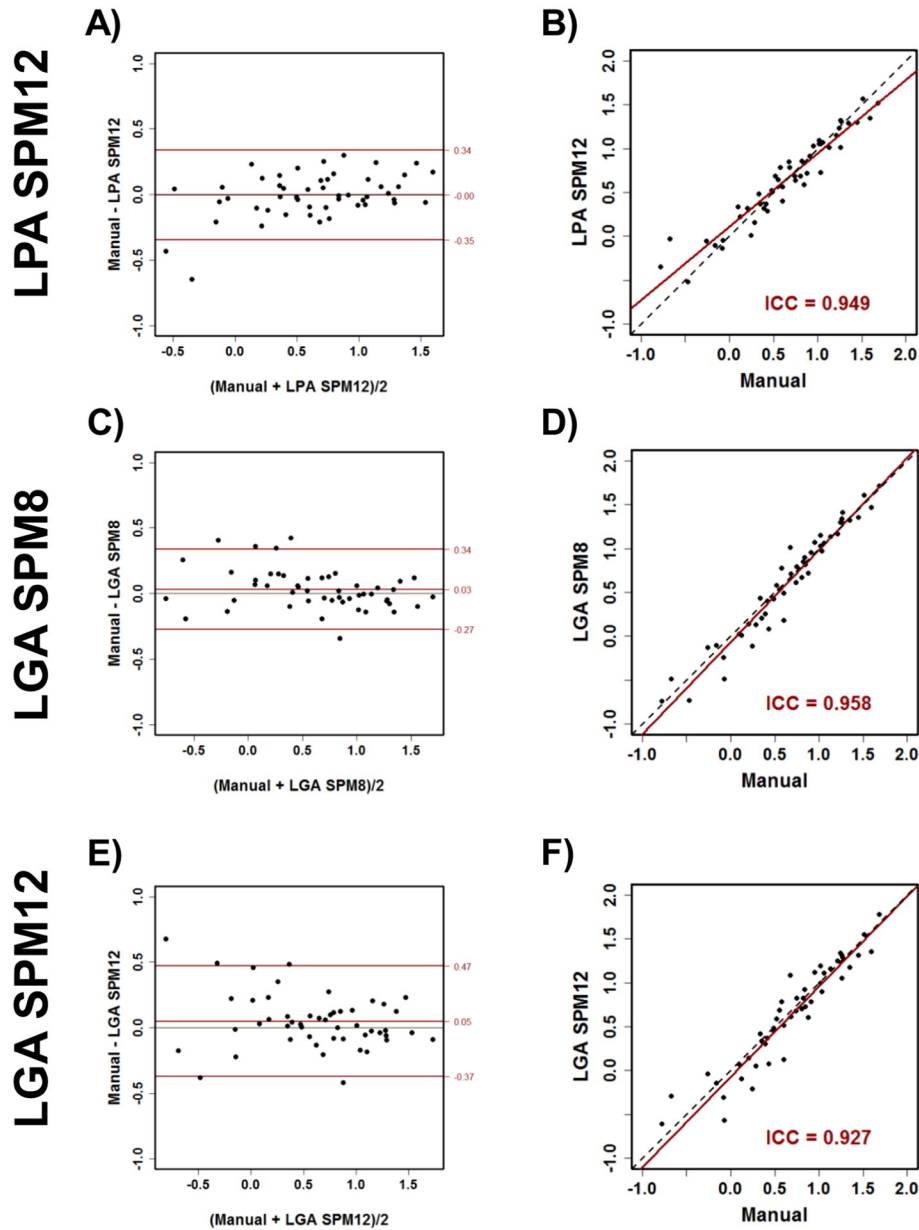 LPA SPM12
A)
Manual - LPA SPM12
1.0
0.5
0.0
-0.5
-1.0
0.34
-0.00
-0.35
-0.5 0.0 0.5 1.0 1.5
(Manual + LPA SPM12)/2
B)
LPA SPM12
2.0
1.5
1.0
0.5
0.0
-1.0
ICC = 0.949
-1.0 0.0 0.5 1.0 1.5 2.0
Manual
LGA SPM8
C)
Manual - LGA SPM8
1.0
0.5
0.0
-0.5
-1.0
0.34
0.03
-0.27
-0.5 0.0 0.5 1.0 1.5
(Manual + LGA SPM8)/2
D)
LGA SPM8
2.0
1.5
1.0
0.5
0.0
-1.0
ICC = 0.958
-1.0 0.0 0.5 1.0 1.5 2.0
Manual
LGA SPM12
E)
Manual - LGA SPM12
1.0
0.5
0.0
-0.5
-1.0
0.47
0.05
-0.37
-0.5 0.0 0.5 1.0 1.5
(Manual + LGA SPM12)/2
F)
LGA SPM12
2.0
1.5
1.0
0.5
0.0
-1.0
ICC = 0.927
-1.0 0.0 0.5 1.0 1.5 2.0
Manual